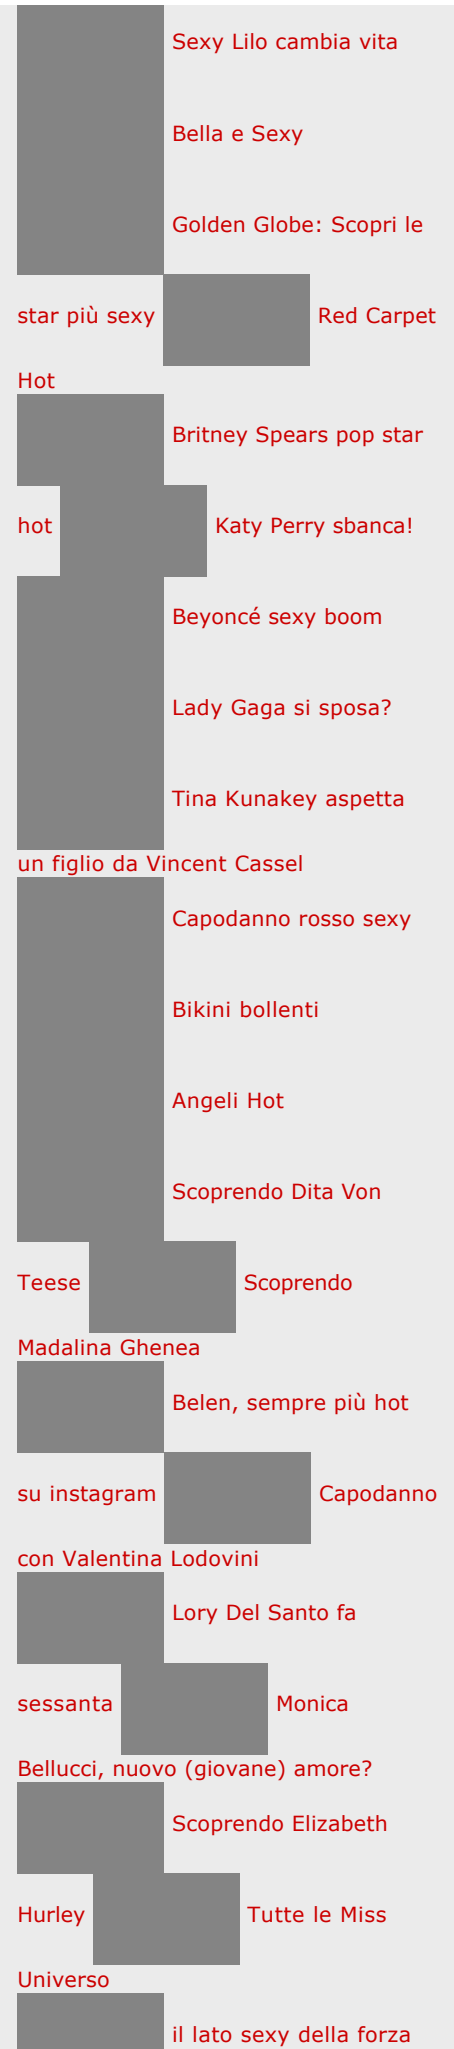 Sexy Lilo cambia vita
Bella e Sexy
Golden Globe: Scopri le
star più sexy Red Carpet
Hot
Britney Spears pop star
hot Katy Perry sbanca!
Beyoncé sexy boom
Lady Gaga si sposa?
Tina Kunakey aspetta
un figlio da Vincent Cassel
Capodanno rosso sexy
Bikini bollenti
Angeli Hot
Scoprendo Dita Von
Teese Scoprendo
Madalina Ghenea
Belen, sempre più hot
su instagram Capodanno
con Valentina Lodovini
Lory Del Santo fa
sessanta Monica
Bellucci, nuovo (giovane) amore?
Scoprendo Elizabeth
Hurley Tutte le Miss
Universo
il lato sexy della forza